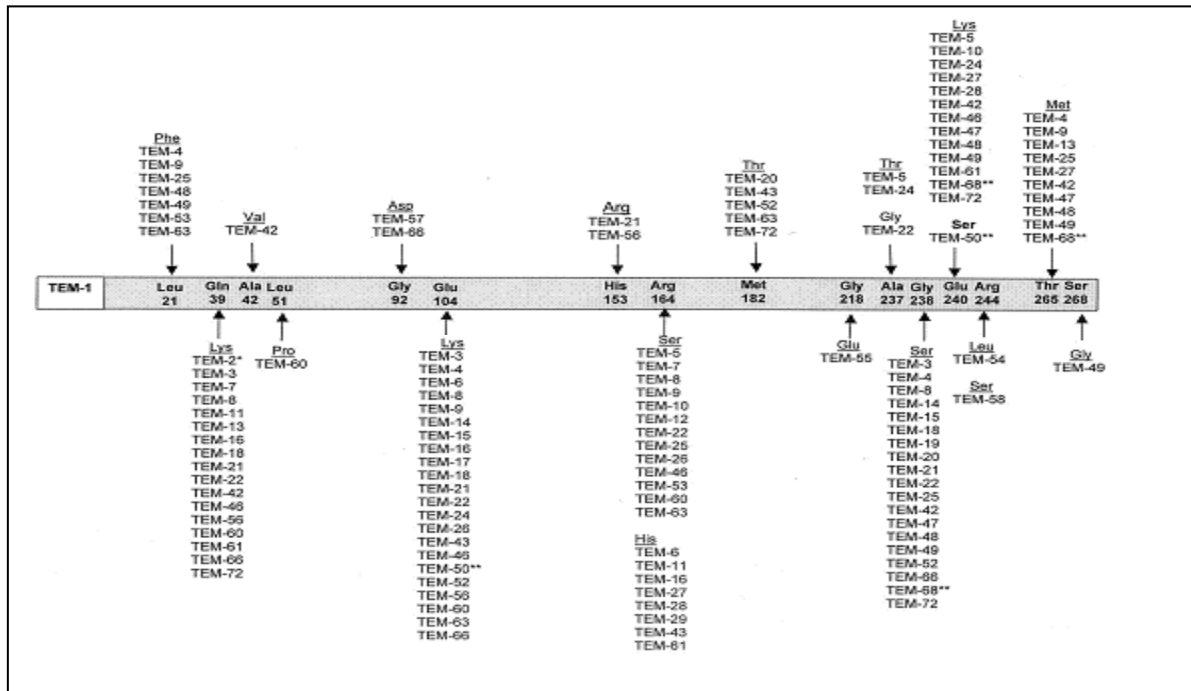 Phe
TEM-4
TEM-9
TEM-25
TEM-48
TEM-49
TEM-53
TEM-63
Val
TEM-42
Asp
TEM-57
TEM-66
Arg
TEM-21
TEM-56
Thr
TEM-20
TEM-43
TEM-52
TEM-63
TEM-72
Thr
TEM-5
TEM-24
Gly
TEM-22
Lys
TEM-5
TEM-10
TEM-24
TEM-27
TEM-28
TEM-42
TEM-46
TEM-47
TEM-48
TEM-49
TEM-61
TEM-68**
TEM-72
Ser
TEM-50**
Met
TEM-4
TEM-9
TEM-13
TEM-25
TEM-27
TEM-42
TEM-47
TEM-48
TEM-49
TEM-68**
TEM-1 Leu Gln Ala Leu Gly Glu His Arg Met Gly Ala Gly Glu Arg Thr Ser
21 39 42 51 92 104 153 164 182 218 237 238 240 244 265 268
Lys
TEM-2*
TEM-3
TEM-7
TEM-8
TEM-11
TEM-13
TEM-16
TEM-18
TEM-21
TEM-22
TEM-42
TEM-46
TEM-56
TEM-60
TEM-61
TEM-66
TEM-72
Pro
TEM-60
Lys
TEM-3
TEM-4
TEM-6
TEM-8
TEM-9
TEM-14
TEM-15
TEM-16
TEM-17
TEM-18
TEM-21
TEM-22
TEM-24
TEM-26
TEM-43
TEM-46
TEM-50**
TEM-52
TEM-56
TEM-60
TEM-63
TEM-66
Ser
TEM-5
TEM-7
TEM-8
TEM-9
TEM-10
TEM-12
TEM-22
TEM-25
TEM-26
TEM-46
TEM-53
TEM-60
TEM-63
His
TEM-6
TEM-11
TEM-16
TEM-27
TEM-28
TEM-29
TEM-43
TEM-61
Glu
TEM-55
Ser
TEM-3
TEM-4
TEM-8
TEM-14
TEM-15
TEM-18
TEM-19
TEM-20
TEM-21
TEM-22
TEM-25
TEM-42
TEM-47
TEM-48
TEM-49
TEM-52
TEM-66
TEM-68**
TEM-72
Leu
TEM-54
Ser
TEM-58
Gly
TEM-49